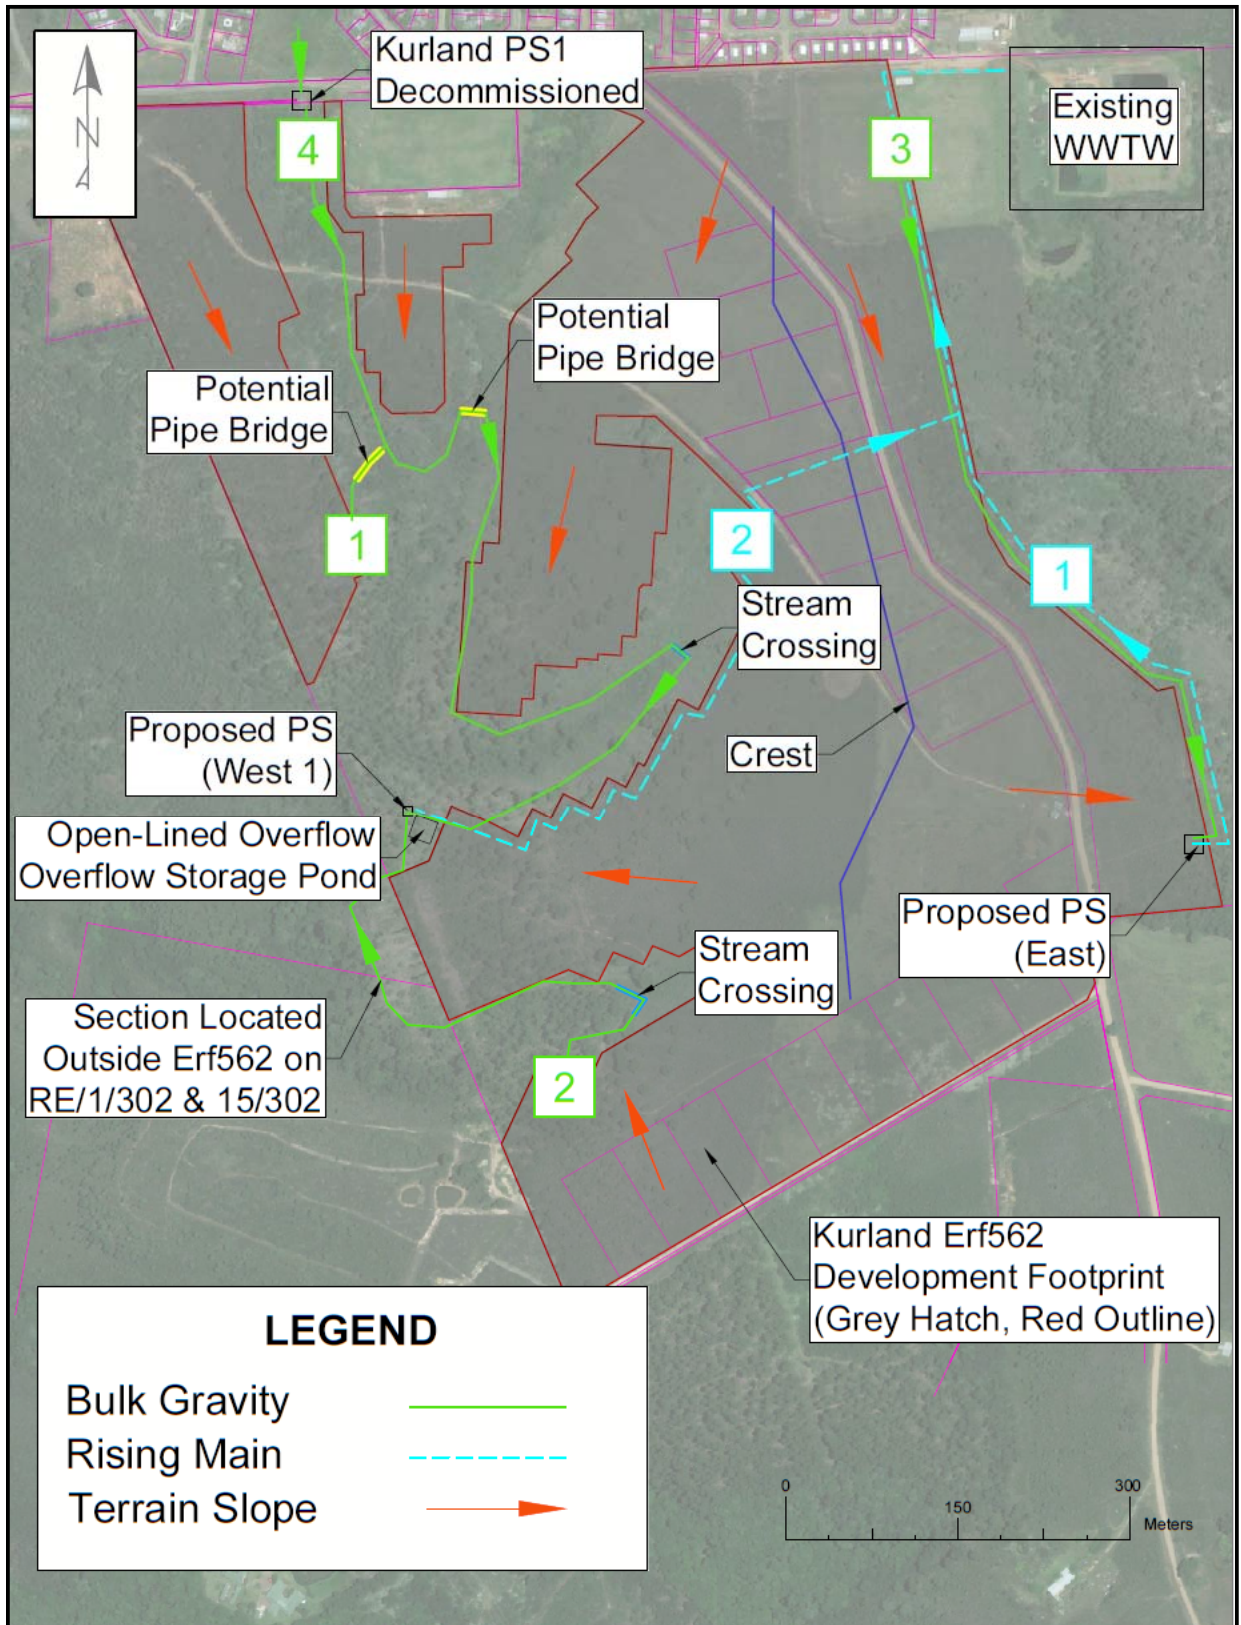 Kurland PS1
Decommissioned
N
Existing
WWTW
4
3
Potential
Pipe Bridge
Potential
Pipe Bridge
1
2
1
Stream
Crossing
Proposed PS
(West 1)
Crest
Open-Lined Overflow
Overflow Storage Pond
Proposed PS
(East)
Stream
Crossing
Section Located
Outside Erf562 on
RE/1/302 & 15/302
2
Kurland Erf562
Development Footprint
(Grey Hatch, Red Outline)
LEGEND
Bulk Gravity
Rising Main
Terrain Slope
0
150
300
Meters